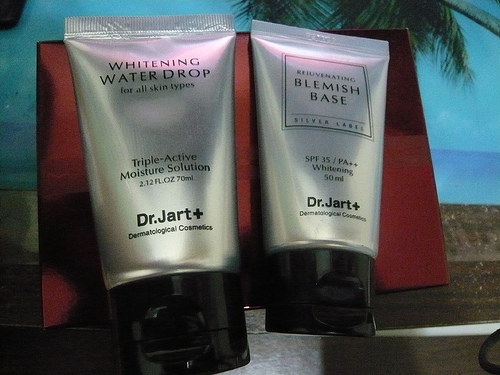 WHITENING
WATER DROP
for all skin types
Triple-Active
Moisture Solution
2.12 FL.OZ 70ml.
Dr.Jart+
Dermatological Cosmetics
REJUVENATING
BLEMISH
BASE
SILVER LABEL
SPF 35 / PA++
Whitening
50 ml
Dr.Jart+
Dermatological Cosmetics